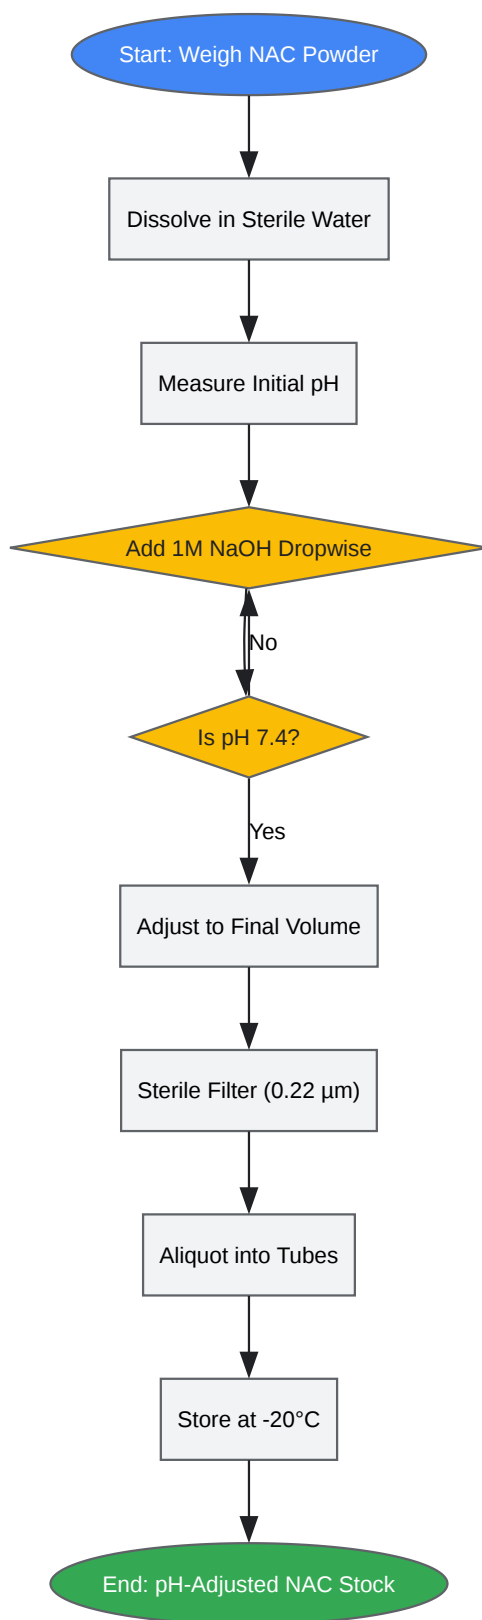 Start: Weigh NAC Powder
Dissolve in Sterile Water
Measure Initial pH
Add 1M NaOH Dropwise
No
Is pH 7.4?
Yes
Adjust to Final Volume
Sterile Filter (0.22 µm)
Aliquot into Tubes
Store at -20°C
End: pH-Adjusted NAC Stock